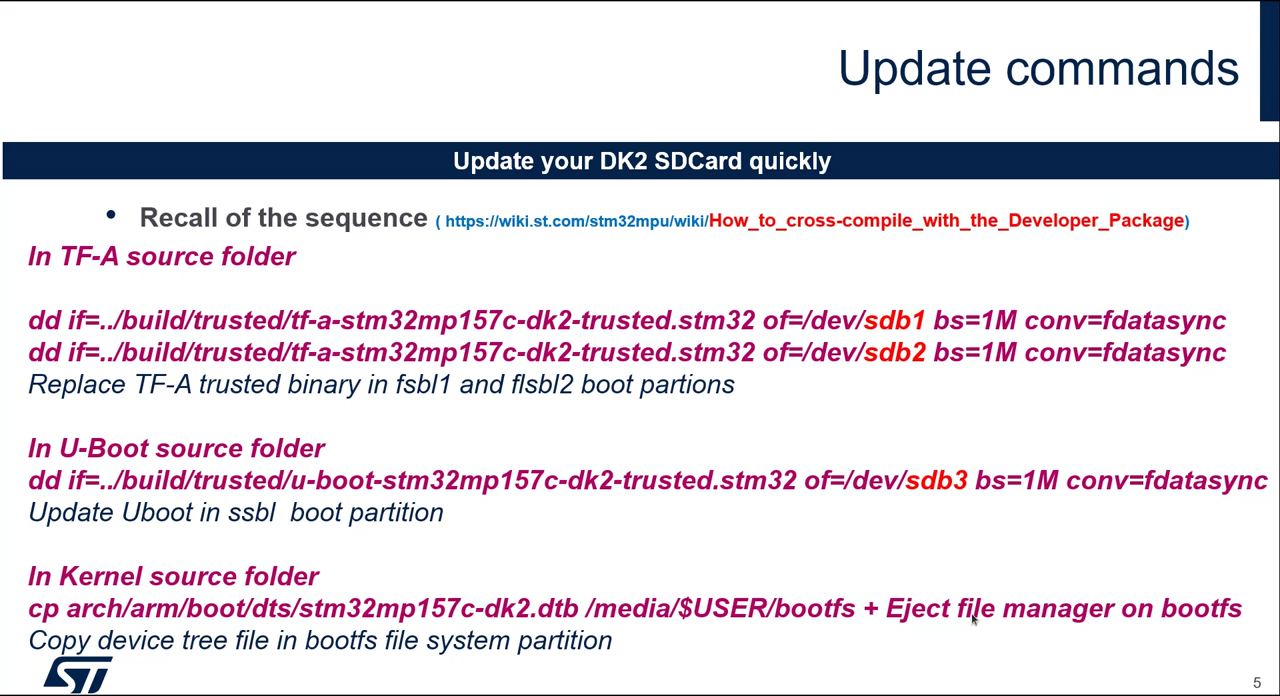 Update commands
Update your DK2 SDCard quickly
• Recall of the sequence ( https://wiki.st.com/stm32mpu/wiki/How_to_cross-compile_with_the_Developer_Package)
In TF-A source folder
dd if=../build/trusted/tf-a-stm32mp157c-dk2-trusted.stm32 of=/dev/sdb1 bs=1M conv=fdatasync
dd if=../build/trusted/tf-a-stm32mp157c-dk2-trusted.stm32 of=/dev/sdb2 bs=1M conv=fdatasync
Replace TF-A trusted binary in fsbl1 and flsbl2 boot partions
In U-Boot source folder
dd if=../build/trusted/u-boot-stm32mp157c-dk2-trusted.stm32 of=/dev/sdb3 bs=1M conv=fdatasync
Update Uboot in ssbl  boot partition
In Kernel source folder
cp arch/arm/boot/dts/stm32mp157c-dk2.dtb /media/$USER/bootfs + Eject file manager on bootfs
Copy device tree file in bootfs file system partition
ST
5